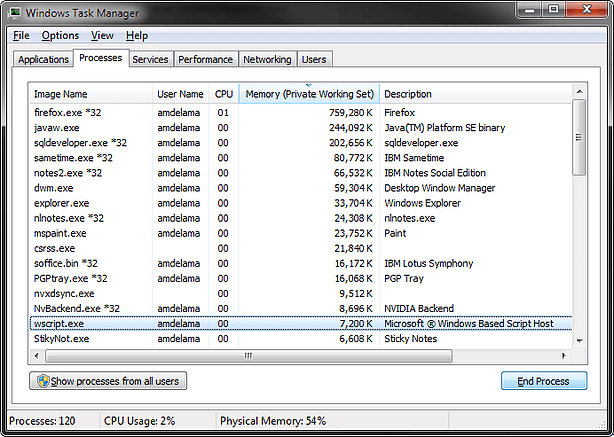 Windows Task Manager
File Options View Help
Applications Processes Services Performance Networking Users
Image Name User Name CPU Memory (Private Working Set) Description
firefox.exe *32 amdelama 01 759,280 K Firefox
javaw.exe amdelama 00 244,092 K Java(TM) Platform SE binary
sqldeveloper.exe *32 amdelama 00 202,656 K sqldeveloper.exe
sametime.exe *32 amdelama 00 80,772 K IBM Sametime
notes2.exe *32 amdelama 00 66,532 K IBM Notes Social Edition
dwm.exe amdelama 00 59,304 K Desktop Window Manager
explorer.exe amdelama 00 33,704 K Windows Explorer
nlnotes.exe *32 amdelama 00 24,308 K nlnotes.exe
mspaint.exe amdelama 00 23,752 K Paint
csrss.exe 00 21,840 K
soffice.bin *32 amdelama 00 16,172 K IBM Lotus Symphony
PGPtray.exe *32 amdelama 00 16,068 K PGP Tray
nvxdsync.exe 00 9,512 K
NvBackend.exe *32 amdelama 00 8,696 K NVIDIA Backend
wscript.exe amdelama 00 7,200 K Microsoft ® Windows Based Script Host
StikyNot.exe amdelama 00 6,608 K Sticky Notes
Show processes from all users End Process
Processes: 120 CPU Usage: 2% Physical Memory: 54%